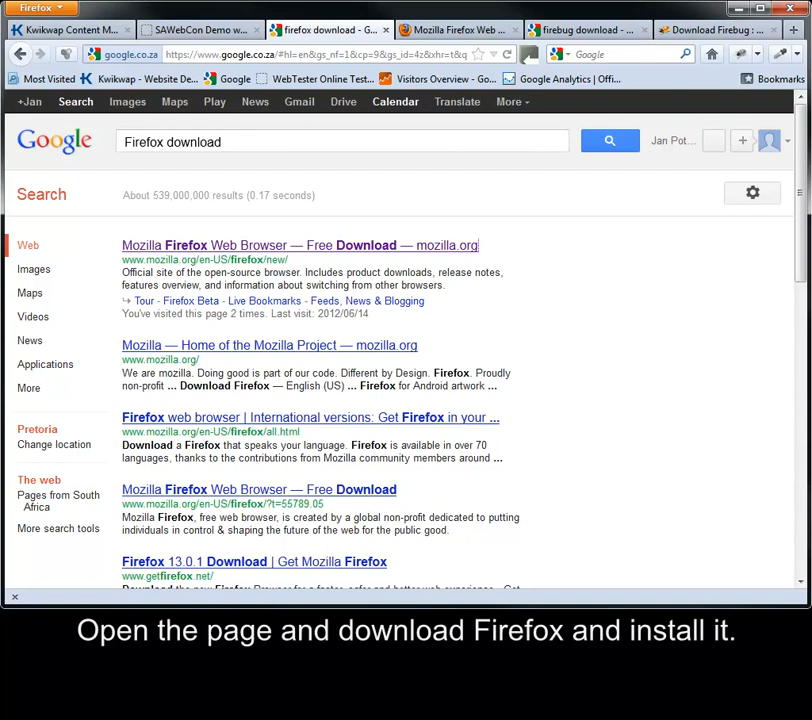 Firefox
Kwikwap Content M...
SAWebCon Demo w...
firefox download - G...
Mozilla Firefox Web ...
firebug download - ...
Download Firebug : ...
google.co.za
https://www.google.co.za/#hl=en&gs_nf=1&cp=9&gs_id=4z&xhr=t&q
Google
Most Visited
Kwikwap - Website D...
Google
WebTester Online Test...
Visitors Overview - Go...
Google Analytics | Offi...
Bookmarks
+Jan Search Images Maps Play News Gmail Drive Calendar Translate More
Google
Firefox download
Jan Pot...
Search
About 539,000,000 results (0.17 seconds)
Web
Images
Maps
Videos
News
Applications
More
Pretoria
Change location
The web
Pages from South
Africa
More search tools
Mozilla Firefox Web Browser — Free Download — mozilla.org
www.mozilla.org/en-US/firefox/new/
Official site of the open-source browser. Includes product downloads, release notes,
features overview, and information about switching from other browsers.
Tour - Firefox Beta - Live Bookmarks - Feeds, News & Blogging
You've visited this page 2 times. Last visit: 2012/06/14
Mozilla — Home of the Mozilla Project — mozilla.org
www.mozilla.org/
We are mozilla. Doing good is part of our code. Different by Design. Firefox. Proudly
non-profit ... Download Firefox — English (US) ... Firefox for Android artwork ...
Firefox web browser | International versions: Get Firefox in your ...
www.mozilla.org/en-US/firefox/all.html
Download a Firefox that speaks your language. Firefox is available in over 70
languages, thanks to the contributions from Mozilla community members around ...
Mozilla Firefox Web Browser — Free Download
www.mozilla.org/en-US/firefox/?t=55789.05
Mozilla Firefox, free web browser, is created by a global non-profit dedicated to putting
individuals in control & shaping the future of the web for the public good.
Firefox 13.0.1 Download | Get Mozilla Firefox
www.getfirefox.net/
Open the page and download Firefox and install it.